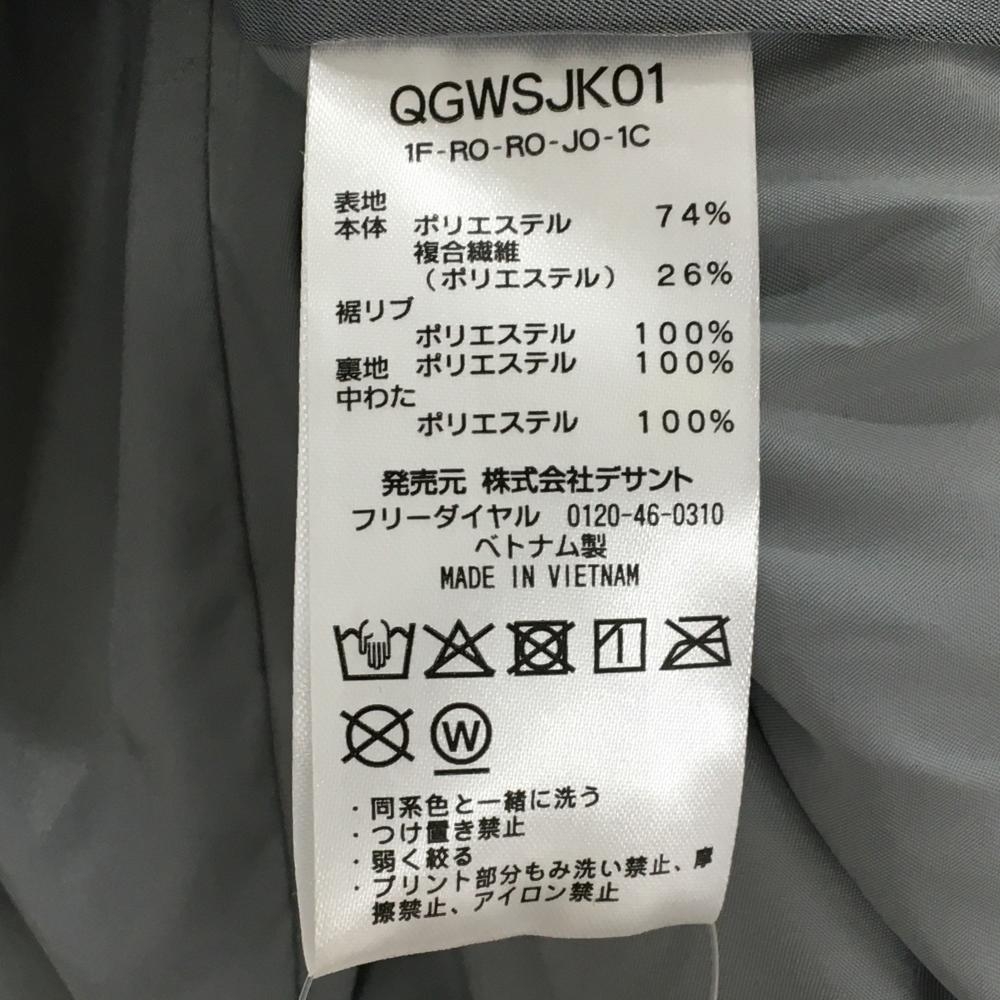 QGWSJK01
1F-RO-RO-JO-1C
表地
本体 ポリエステル 74%
複合繊維
(ポリエステル) 26%
裾リブ
ポリエステル 100%
裏地 ポリエステル 100%
中わた
ポリエステル 100%
発売元 株式会社デサント
フリーダイヤル 0120-46-0310
ベトナム製
MADE IN VIETNAM
W
・同系色と一緒に洗う
・つけ置き禁止
・弱く絞る
・プリント部分もみ洗い禁止、摩
擦禁止、アイロン禁止